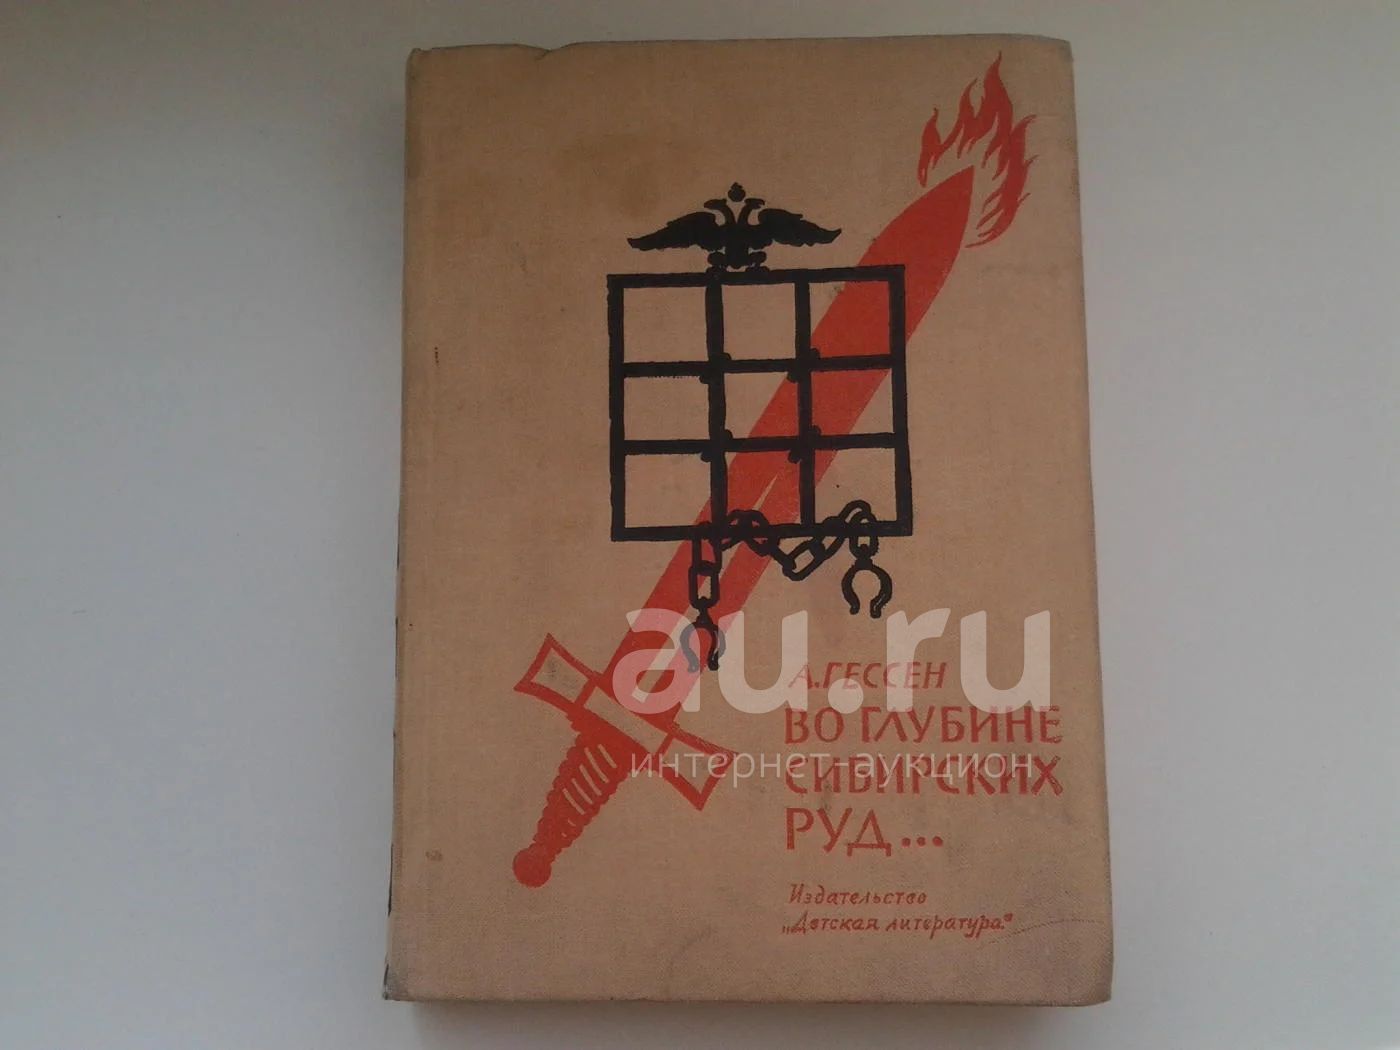 А. ГЕССЕН
ВО ГЛУБИНЕ
СИБИРСКИХ
РУД...
Издательство
„Детская литература“
au.ru
интернет-аукцион